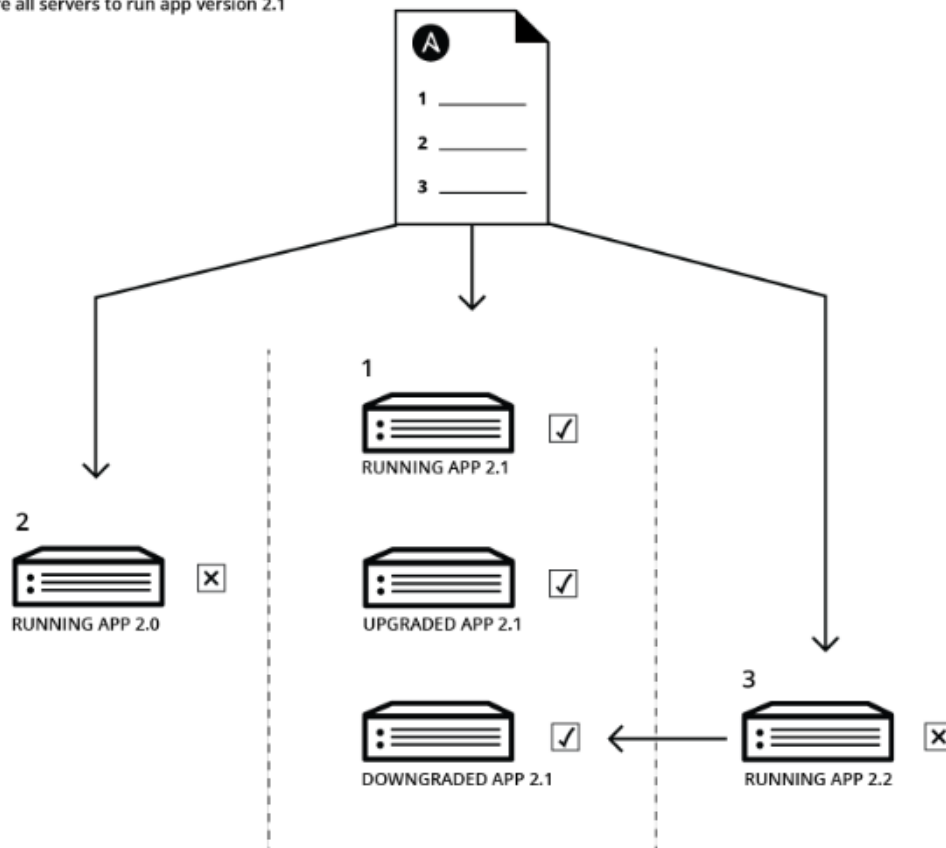 all servers to run app version 2.1
1
2
3
1
RUNNING APP 2.1
2
RUNNING APP 2.0
UPGRADED APP 2.1
3
DOWNGRADED APP 2.1
RUNNING APP 2.2